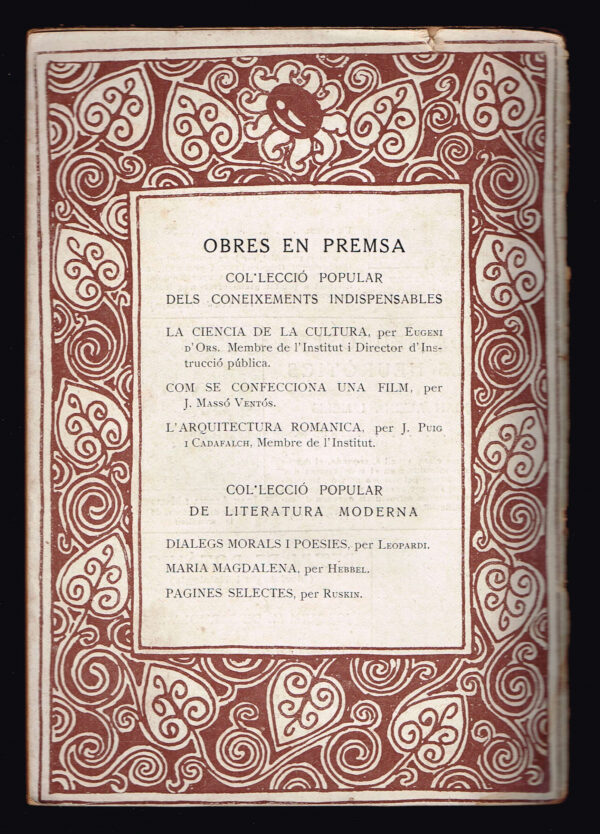 OBRES EN PREMSA
COL·LECCIÓ POPULAR
DELS CONEIXEMENTS INDISPENSABLES
LA CIENCIA DE LA CULTURA, per Eugeni
d'Ors. Membre de l'Institut i Director d'Ins-
trucció pública.
COM SE CONFECCIONA UNA FILM, per
J. Massó Ventós.
L'ARQUITECTURA ROMANICA, per J. Puig
i Cadafalch, Membre de l'Institut.
COL·LECCIÓ POPULAR
DE LITERATURA MODERNA
DIALEGS MORALS I POESIES, per Leopardi.
MARIA MAGDALENA, per Hebbel.
PAGINES SELECTES, per Ruskin.